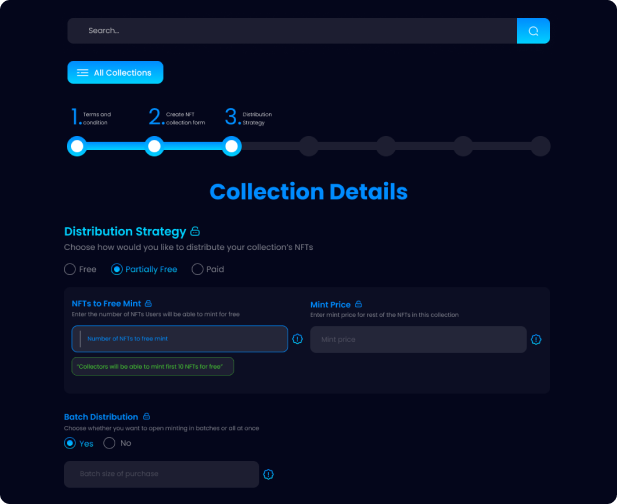 Search...
All Collections
1. Terms and
condition
2. Create NFT
collection form
3. Distribution
Strategy
Collection Details
Distribution Strategy
Choose how would you like to distribute your collection's NFTs
Free
Partially Free
Paid
NFTs to Free Mint
Enter the number of NFTs Users will be able to mint for free
Number of NFTs to free mint
"Collectors will be able to mint first 10 NFTs for free"
Mint Price
Enter mint price for rest of the NFTs in this collection
Mint price
Batch Distribution
Choose whether you want to open minting in batches or all at once
Yes
No
Batch size of purchase